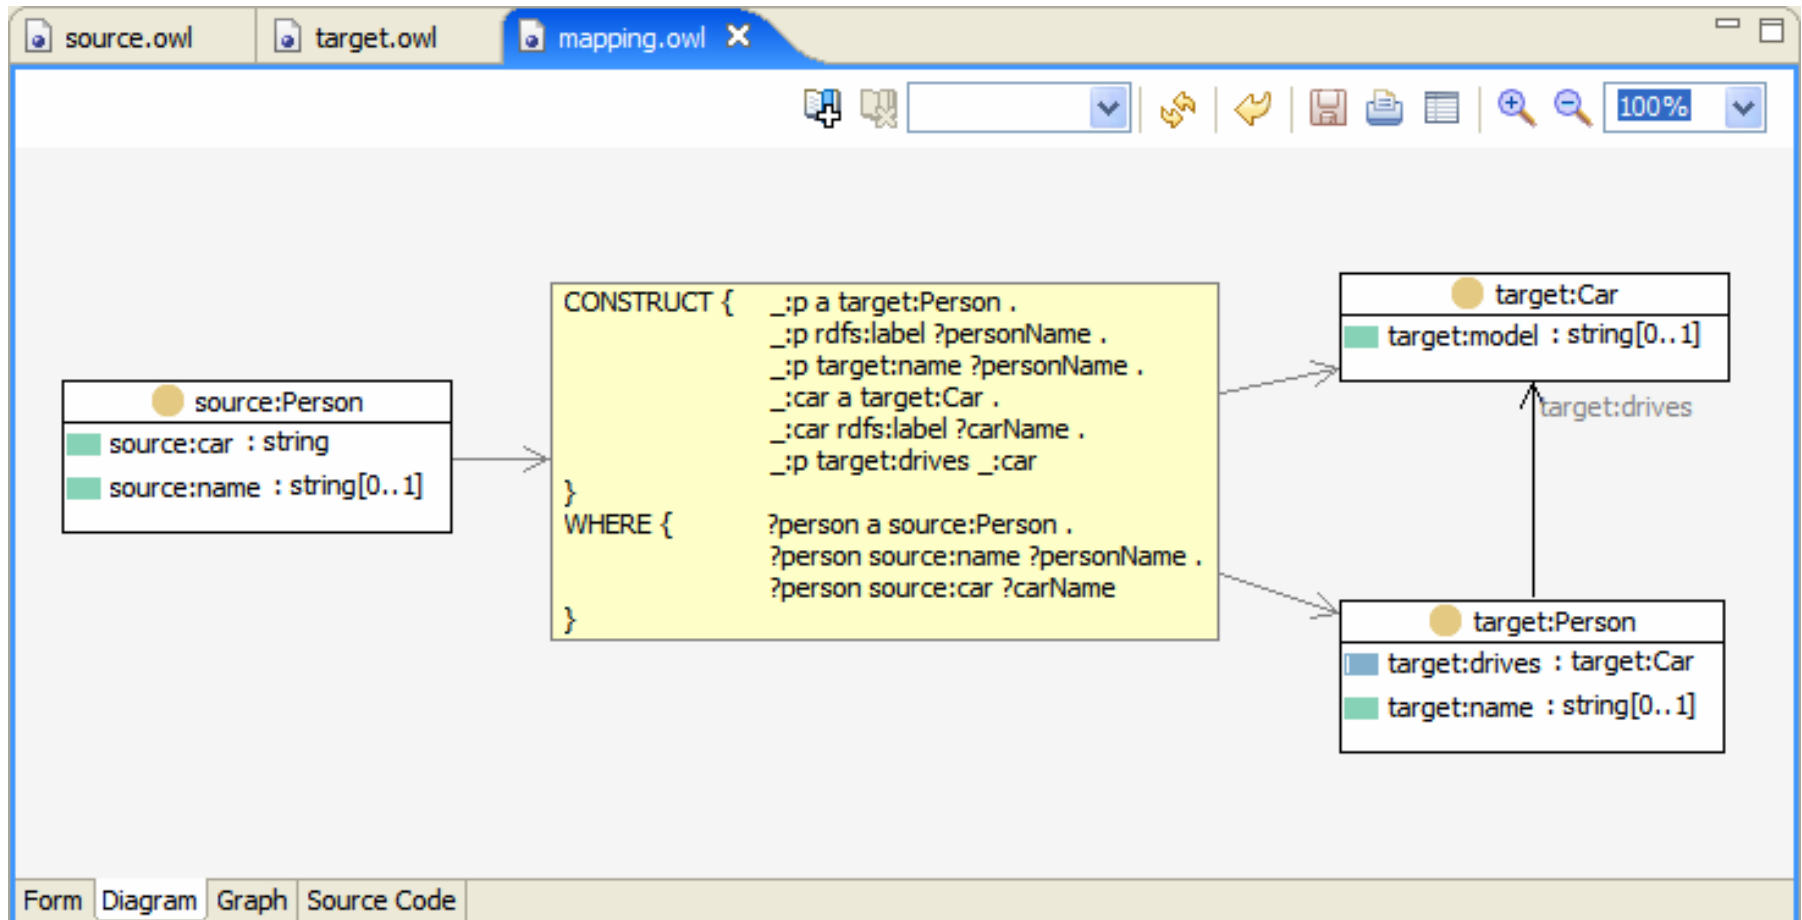 source.owl target.owl mapping.owl
100%
source:Person
source:car : string
source:name : string[0..1]
CONSTRUCT { _:p a target:Person .
_:p rdfs:label ?personName .
_:p target:name ?personName .
_:car a target:Car .
_:car rdfs:label ?carName .
_:p target:drives _:car
}
WHERE { ?person a source:Person .
?person source:name ?personName .
?person source:car ?carName
}
target:Car
target:model : string[0..1]
target:drives
target:Person
target:drives : target:Car
target:name : string[0..1]
Form Diagram Graph Source Code